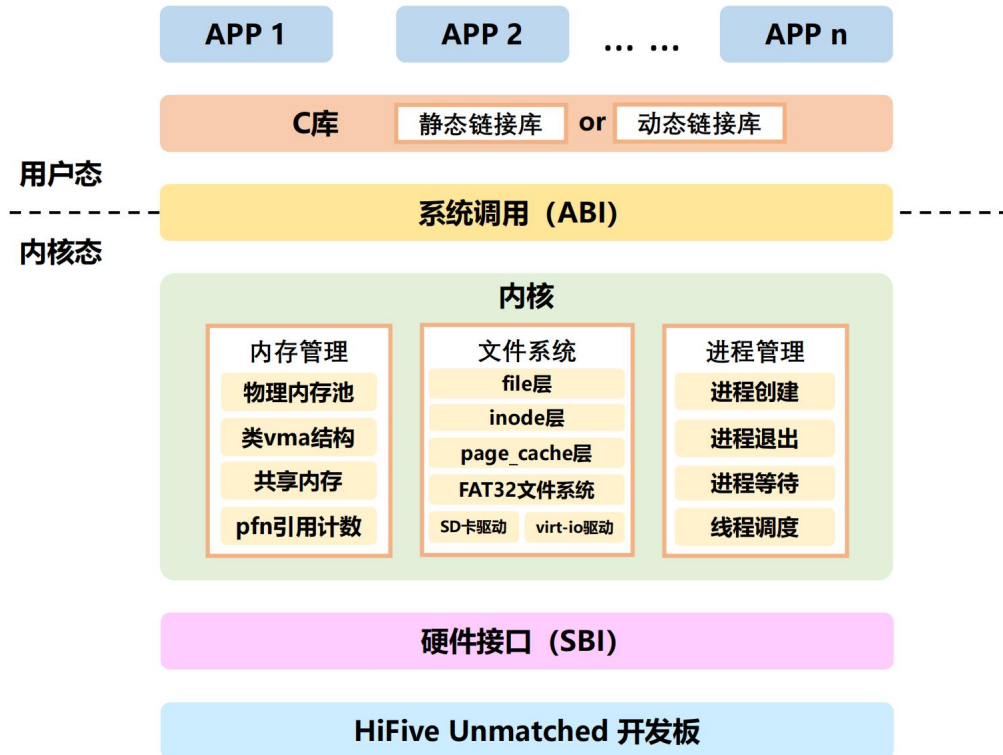 APP 1
APP 2
... ...
APP n
C库
静态链接库
or
动态链接库
用户态
系统调用（ABI）
内核态
内核
内存管理
物理内存池
类vma结构
共享内存
pfn引用计数
文件系统
file层
inode层
page_cache层
FAT32文件系统
SD卡驱动
virt-io驱动
进程管理
进程创建
进程退出
进程等待
线程调度
硬件接口（SBI）
HiFive Unmatched 开发板